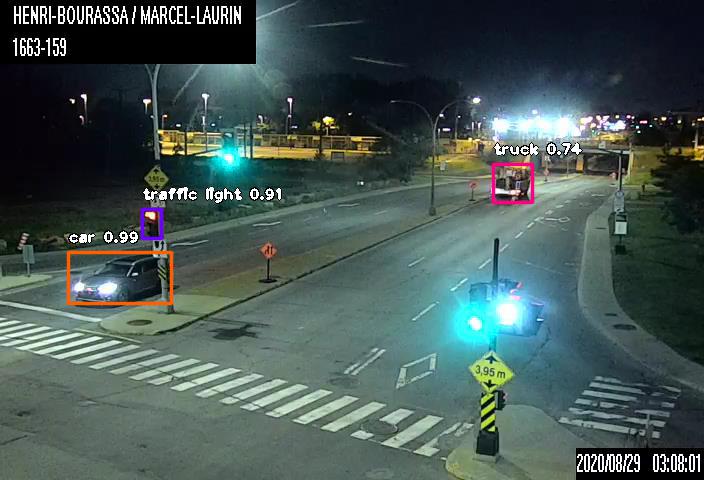 HENRI-BOURASSA / MARCEL-LAURIN
1663-159
truck 0.74
traffic light 0.91
car 0.99
3,95 m
2020/08/29 03:08:01